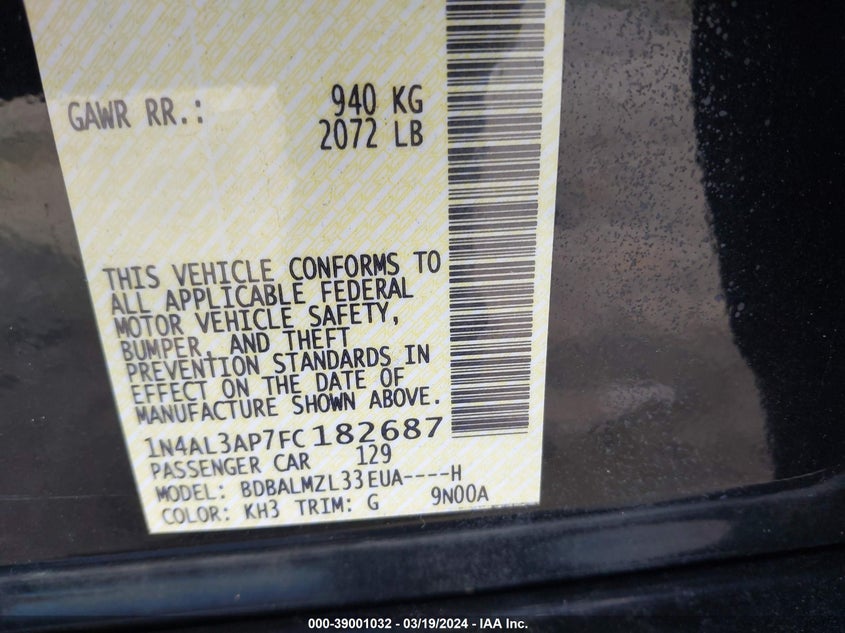 GAWR RR.: 940 KG
2072 LB
THIS VEHICLE CONFORMS TO
ALL APPLICABLE FEDERAL
MOTOR VEHICLE SAFETY,
BUMPER, AND THEFT
PREVENTION STANDARDS IN
EFFECT ON THE DATE OF
MANUFACTURE SHOWN ABOVE.
1N4AL3AP7FC182687
PASSENGER CAR 129
MODEL: BDBALMZL33EUA----H
COLOR: KH3 TRIM: G 9N00A
000-39001032 - 03/19/2024 - IAA Inc.